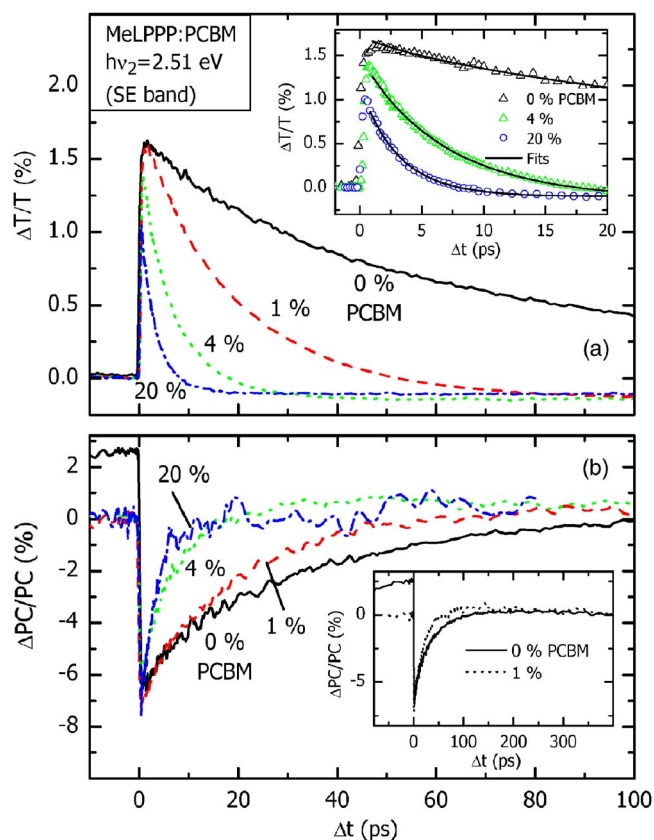 MeLPPP:PCBM
hν₂=2.51 eV
(SE band)
ΔT/T (%)
2.0
1.5
1.0
0.5
0.0
0 %
PCBM
1 %
4 %
20 %
(a)
ΔT/T (%)
1.5
1.0
0.5
0.0
0 % PCBM
4 %
20 %
Fits
0 5 10 15 20
Δt (ps)
(b)
ΔPC/PC (%)
2
0
-2
-4
-6
-8
20 %
4 %
1 %
0 %
PCBM
ΔPC/PC (%)
0
-5
0 % PCBM
1 %
0 100 200 300
Δt (ps)
0 20 40 60 80 100
Δt (ps)